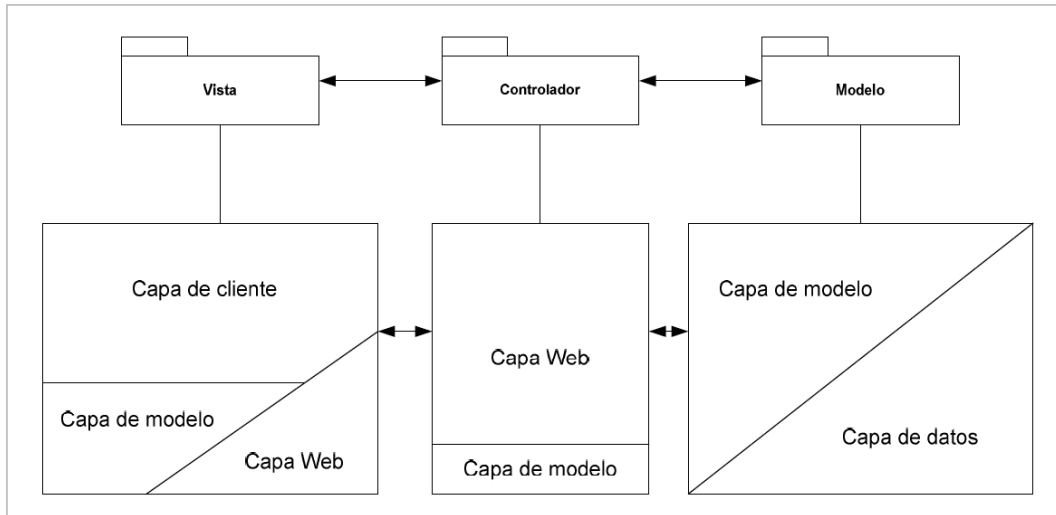 Vista
Controlador
Modelo
Capa de cliente
Capa de modelo
Capa Web
Capa Web
Capa de modelo
Capa de modelo
Capa de datos